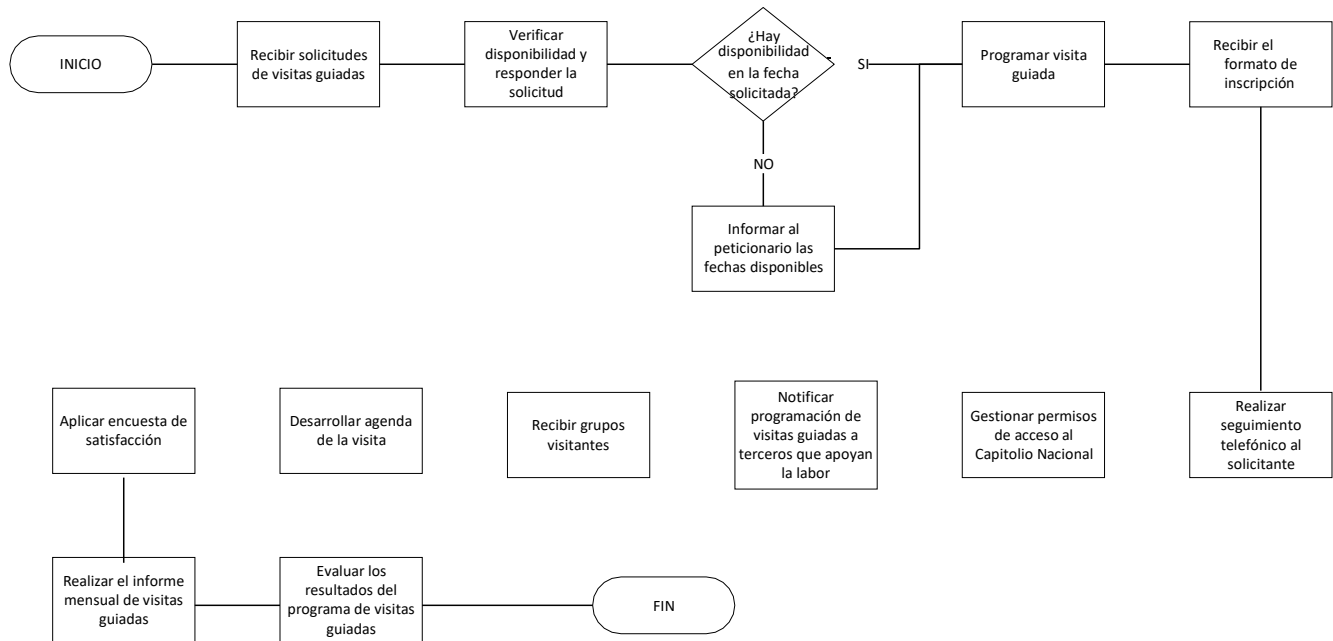 INICIO
Recibir solicitudes
de visitas guiadas
Verificar
disponibilidad y
responder la
solicitud
¿Hay
disponibilidad
en la fecha
solicitada?
SI
Programar visita
guiada
Recibir el
formato de
inscripción
NO
Informar al
peticionario las
fechas disponibles
Aplicar encuesta de
satisfacción
Desarrollar agenda
de la visita
Recibir grupos
visitantes
Notificar
programación de
visitas guiadas a
terceros que apoyan
la labor
Gestionar permisos
de acceso al
Capitolio Nacional
Realizar
seguimiento
telefónico al
solicitante
Realizar el informe
mensual de visitas
guiadas
Evaluar los
resultados del
programa de visitas
guiadas
FIN